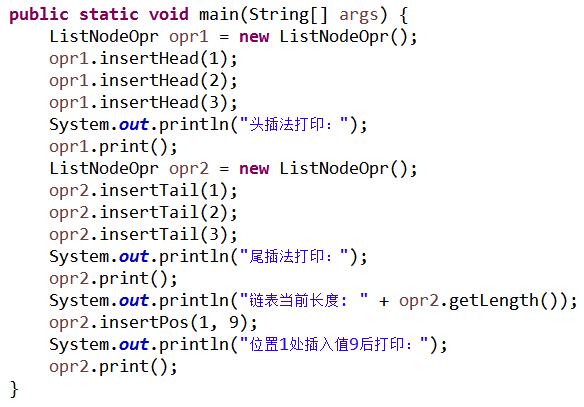 public static void main(String[] args) {
    ListNodeOpr opr1 = new ListNodeOpr();
    opr1.insertHead(1);
    opr1.insertHead(2);
    opr1.insertHead(3);
    System.out.println("头插法打印：");
    opr1.print();
    ListNodeOpr opr2 = new ListNodeOpr();
    opr2.insertTail(1);
    opr2.insertTail(2);
    opr2.insertTail(3);
    System.out.println("尾插法打印：");
    opr2.print();
    System.out.println("链表当前长度: " + opr2.getLength());
    opr2.insertPos(1, 9);
    System.out.println("位置1处插入值9后打印：");
    opr2.print();
}